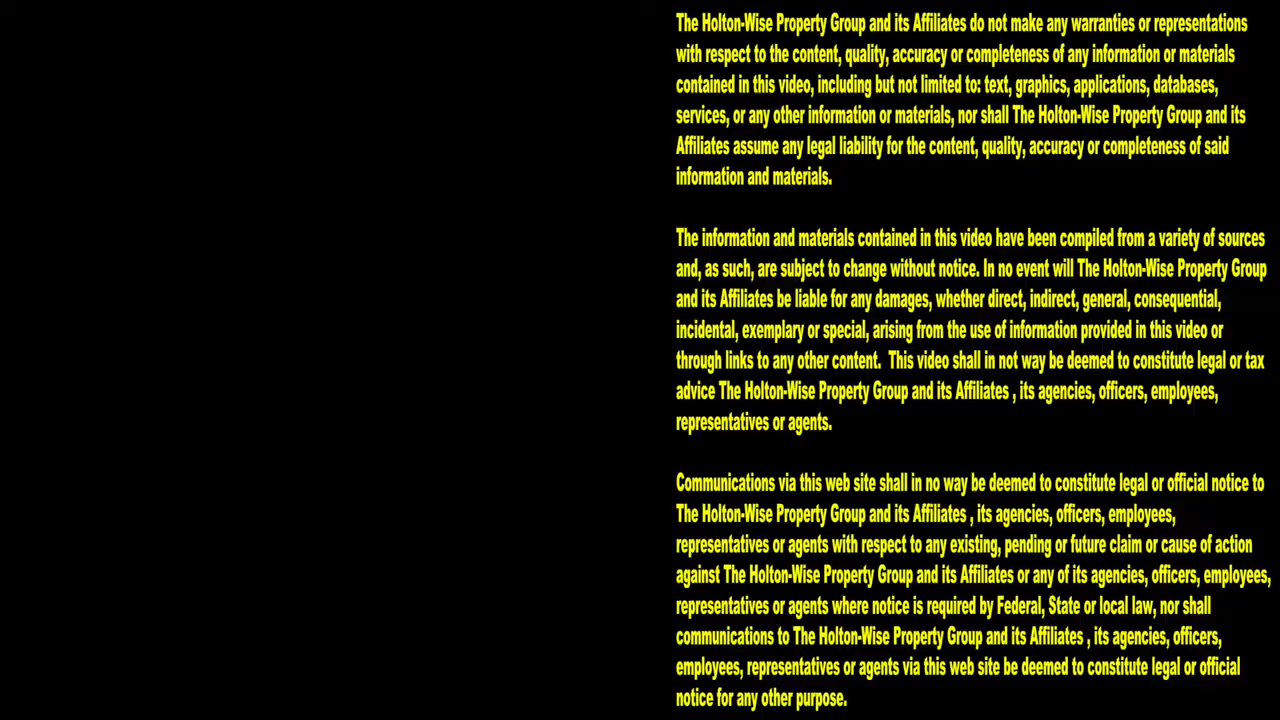 The Holton-Wise Property Group and its Affiliates do not make any warranties or representations
with respect to the content, quality, accuracy or completeness of any information or materials
contained in this video, including but not limited to: text, graphics, applications, databases,
services, or any other information or materials, nor shall The Holton-Wise Property Group and its
Affiliates assume any legal liability for the content, quality, accuracy or completeness of said
information and materials.
The information and materials contained in this video have been compiled from a variety of sources
and, as such, are subject to change without notice. In no event will The Holton-Wise Property Group
and its Affiliates be liable for any damages, whether direct, indirect, general, consequential,
incidental, exemplary or special, arising from the use of information provided in this video or
through links to any other content.  This video shall in not way be deemed to constitute legal or tax
advice The Holton-Wise Property Group and its Affiliates , its agencies, officers, employees,
representatives or agents.
Communications via this web site shall in no way be deemed to constitute legal or official notice to
The Holton-Wise Property Group and its Affiliates , its agencies, officers, employees,
representatives or agents with respect to any existing, pending or future claim or cause of action
against The Holton-Wise Property Group and its Affiliates or any of its agencies, officers, employees,
representatives or agents where notice is required by Federal, State or local law, nor shall
communications to The Holton-Wise Property Group and its Affiliates , its agencies, officers,
employees, representatives or agents via this web site be deemed to constitute legal or official
notice for any other purpose.